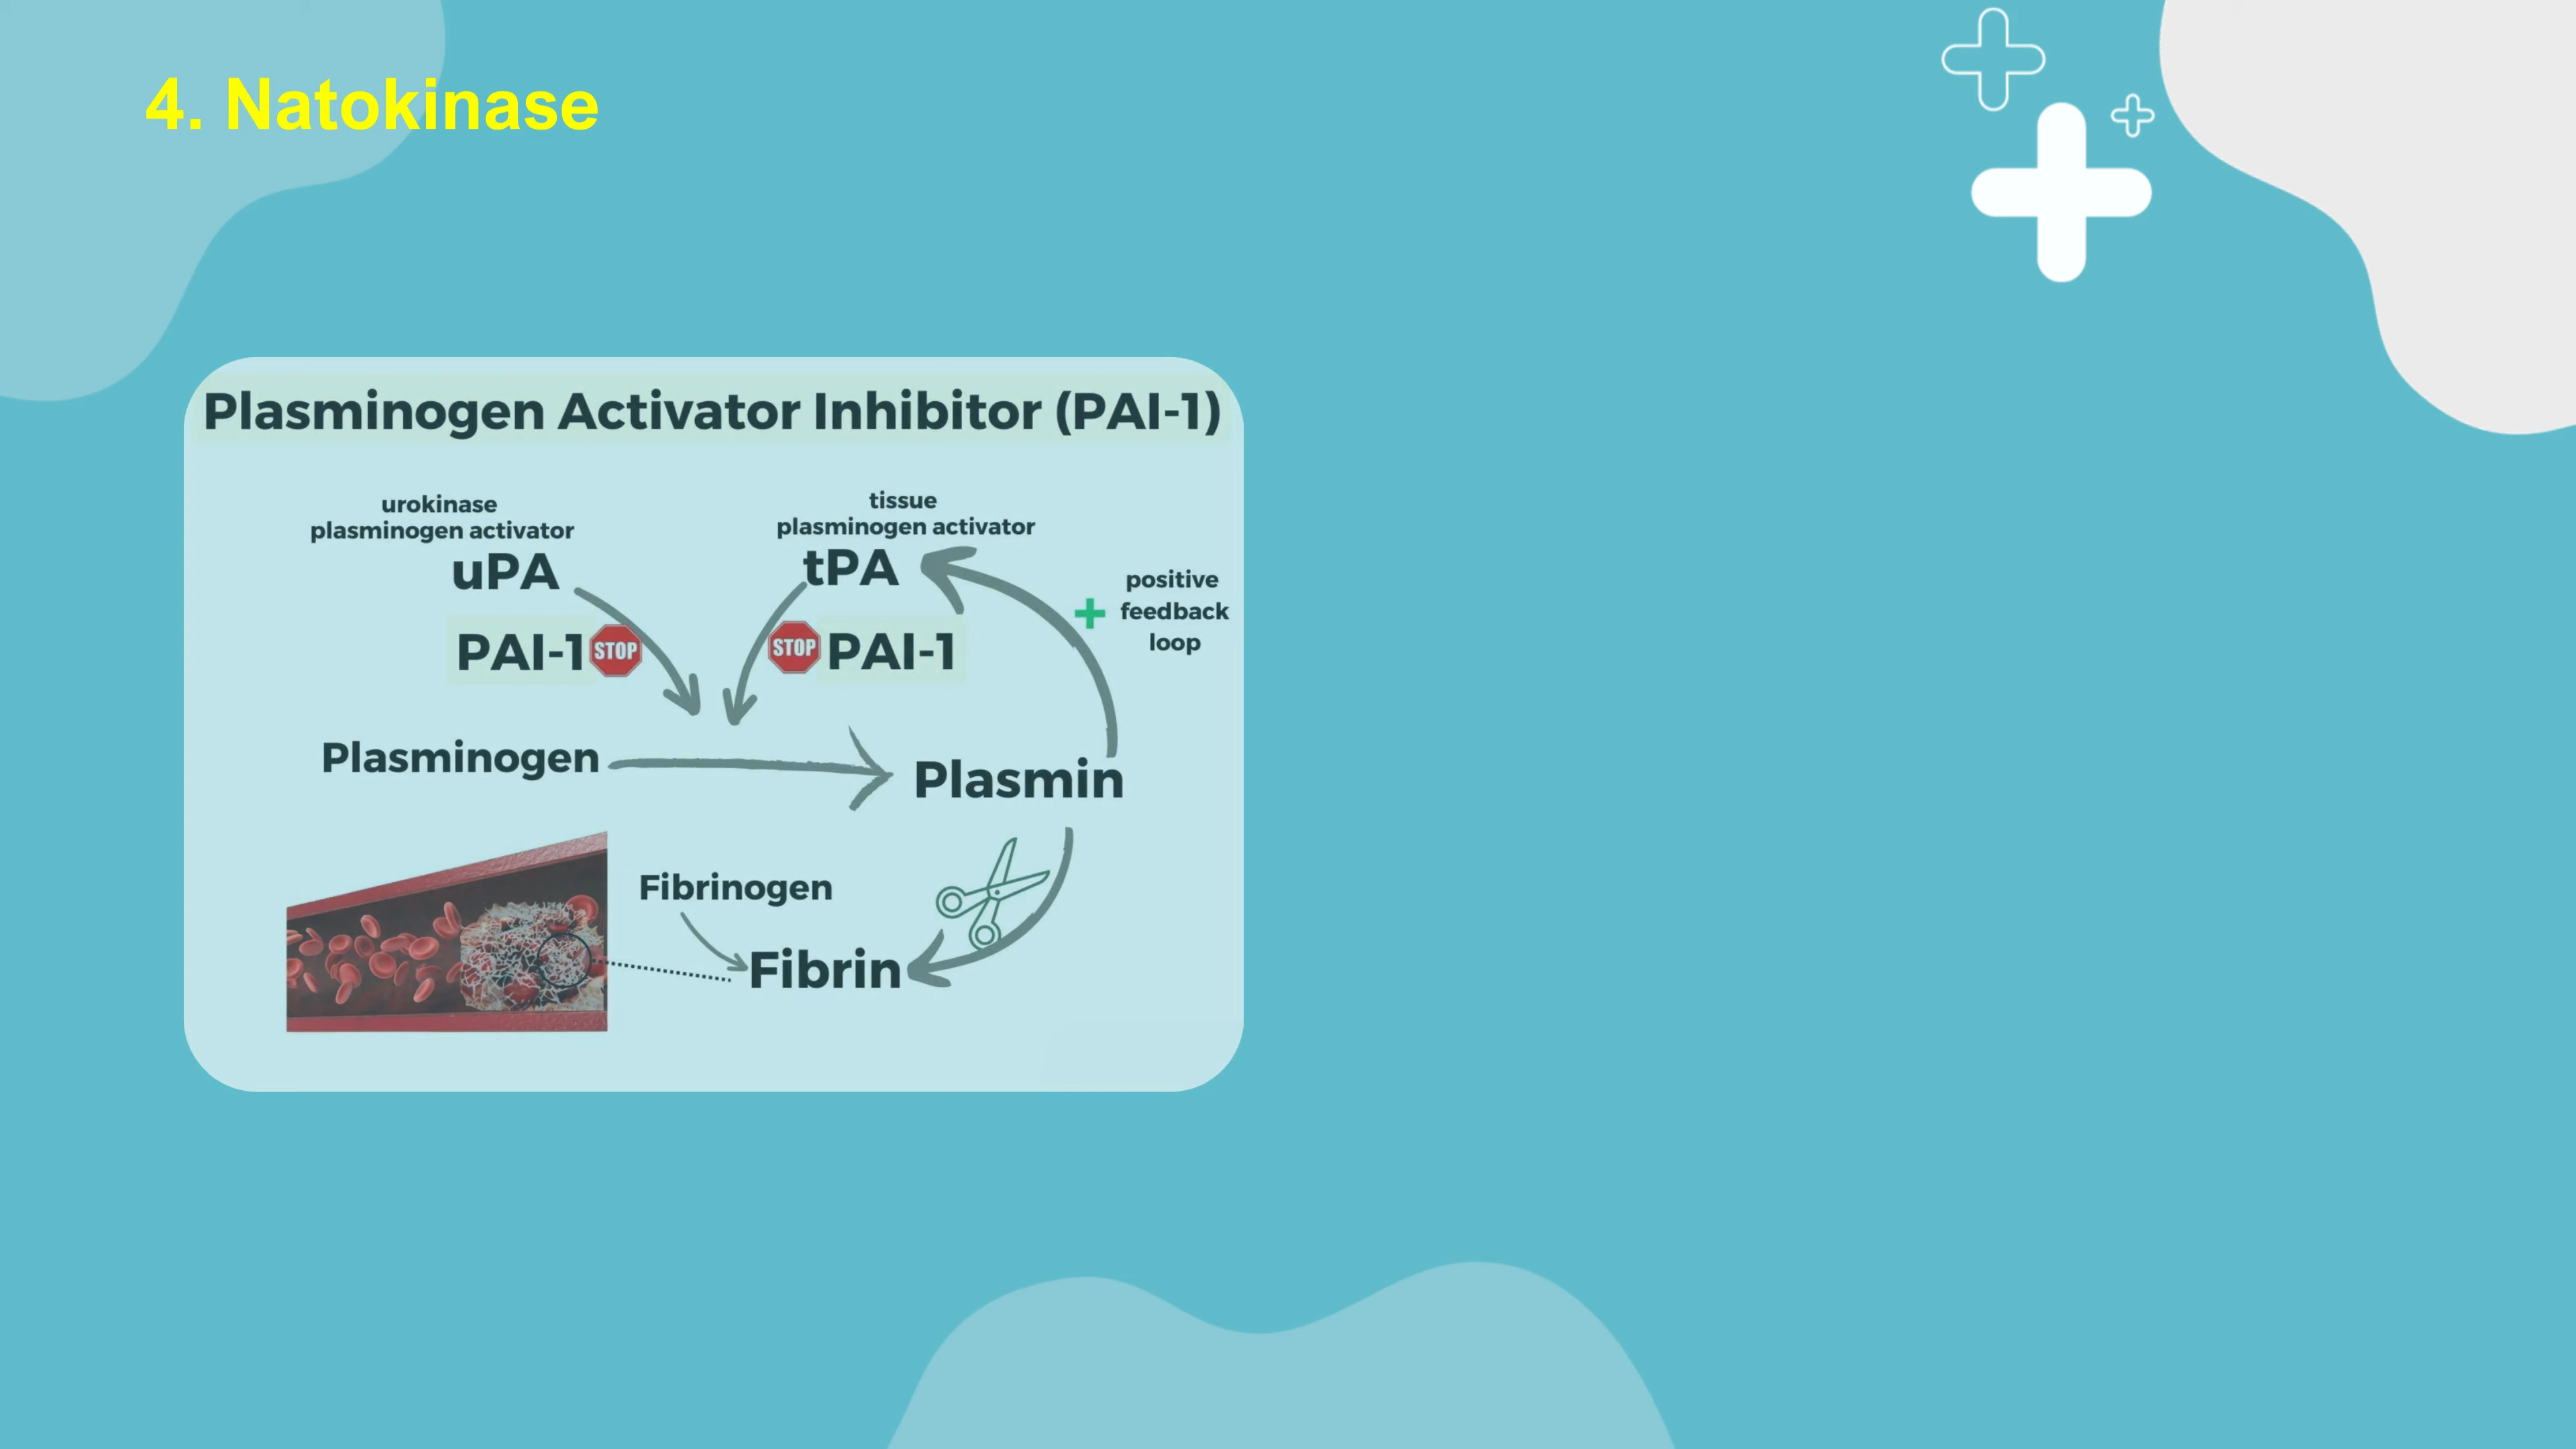 4. Natokinase
Plasminogen Activator Inhibitor (PAI-1)
urokinase
plasminogen activator
uPA
tissue
plasminogen activator
tPA
positive
feedback
loop
PAI-1 STOP
STOP PAI-1
Plasminogen
Plasmin
Fibrinogen
Fibrin